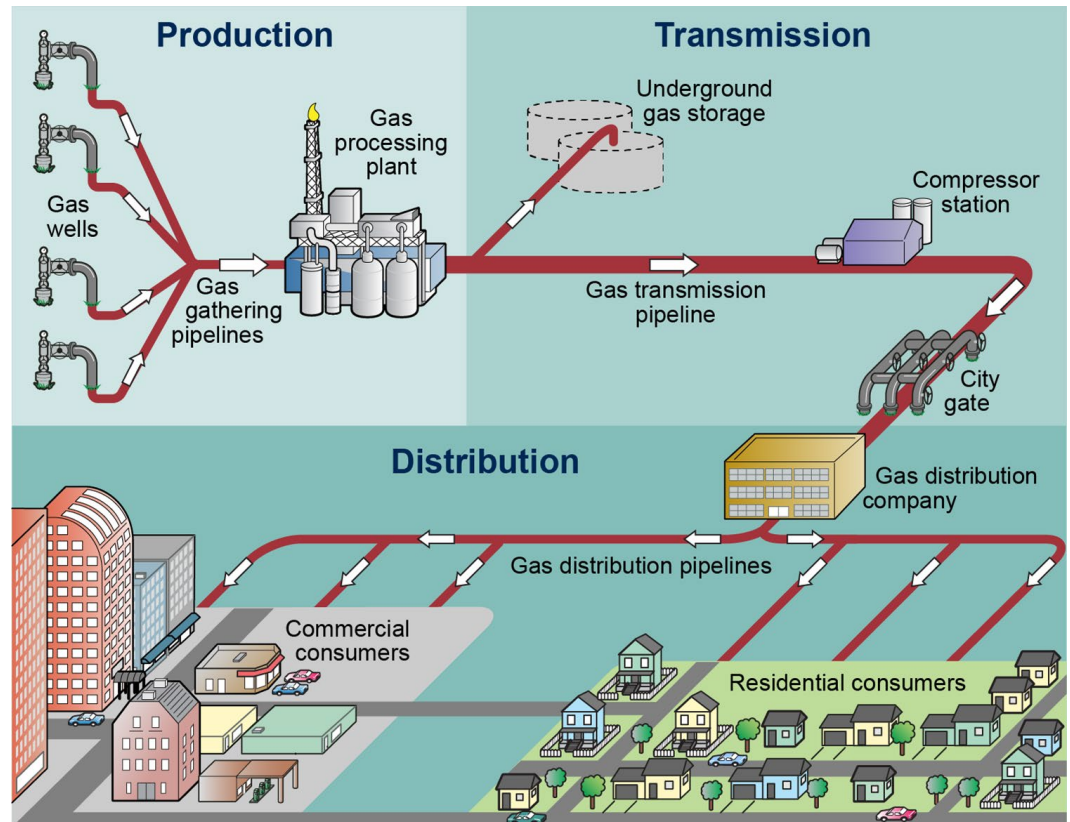 Production
Transmission
Gas
processing
plant
Gas
wells
Gas
gathering
pipelines
Underground
gas storage
Compressor
station
Gas transmission
pipeline
City
gate
Distribution
Gas distribution
company
Gas distribution pipelines
Commercial
consumers
Residential consumers